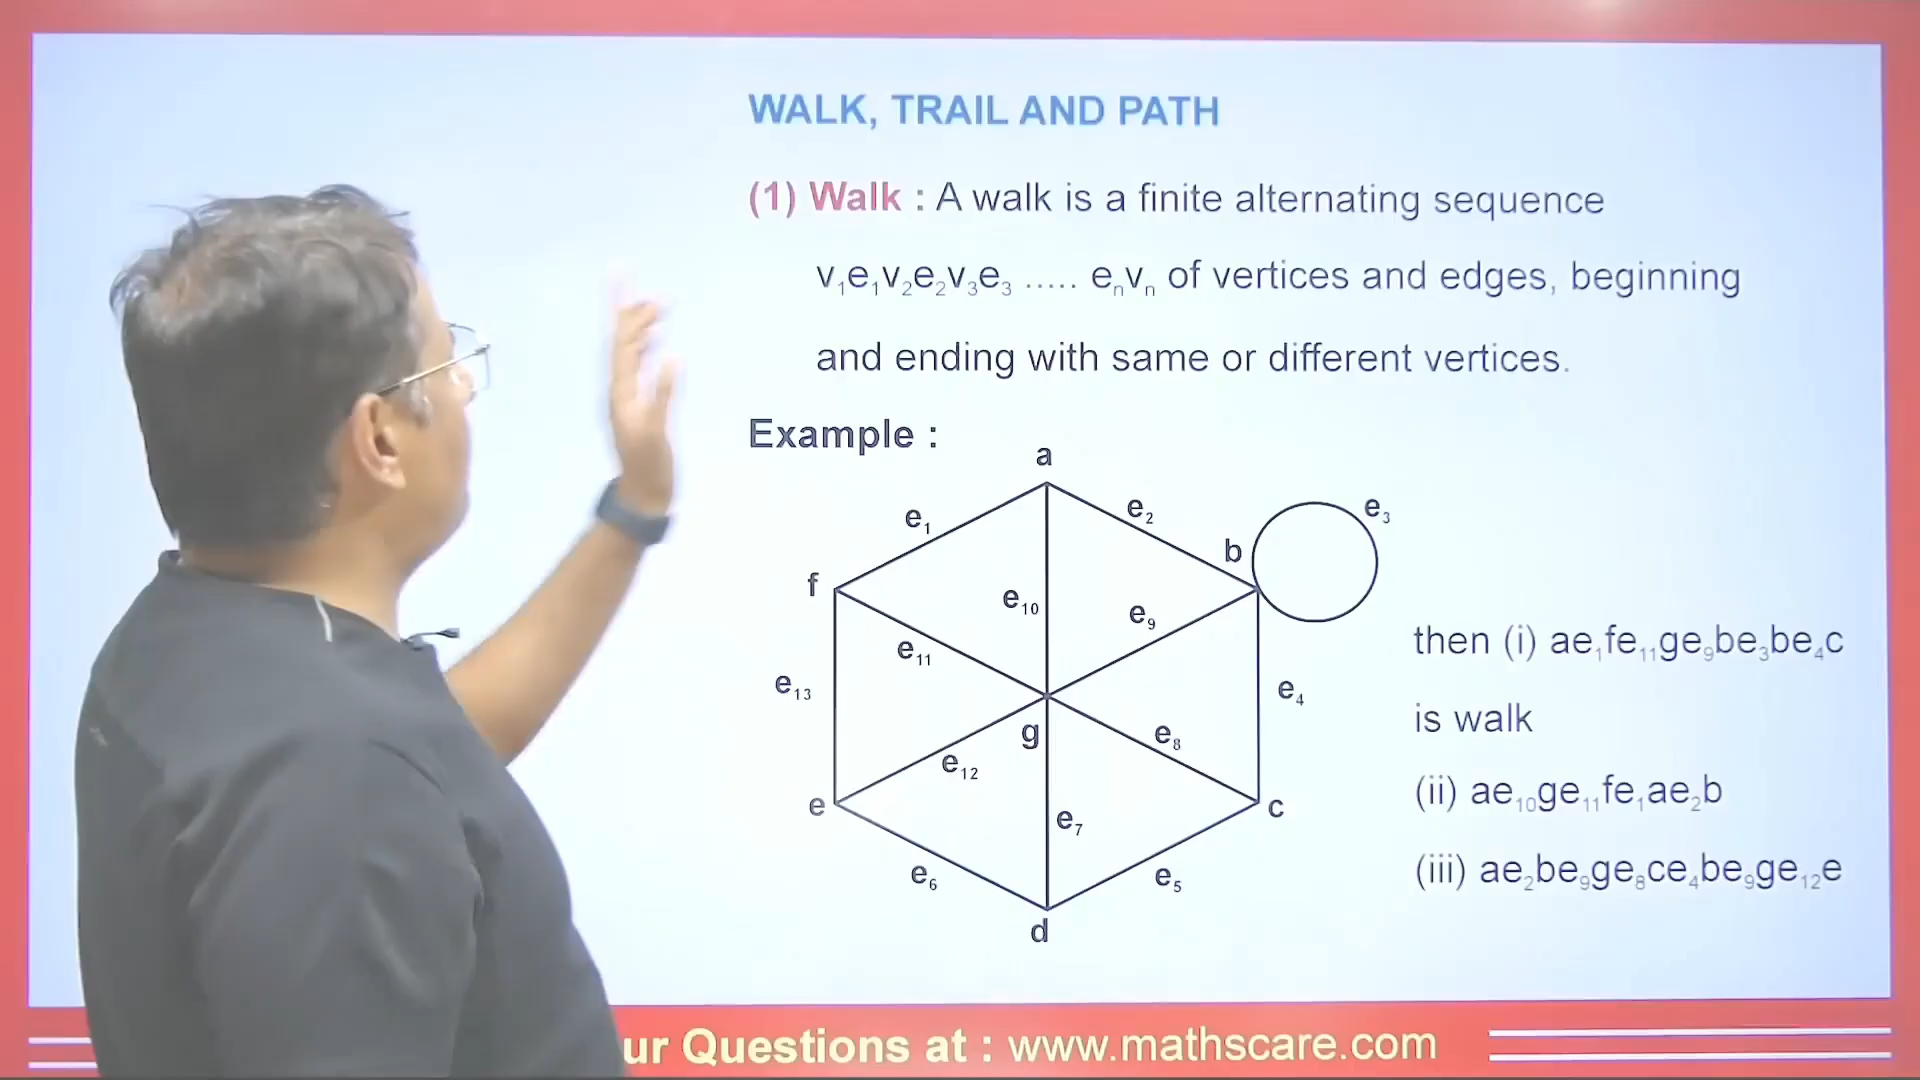 WALK, TRAIL AND PATH
(1) Walk : A walk is a finite alternating sequence
v₁e₁v₂e₂v₃e₃ ..... eₙvₙ of vertices and edges, beginning
and ending with same or different vertices.
Example :
a
e₁
e₂
e₃
b
f
e₁₀
e₉
e₁₁
e₁₃
e₄
g
e₈
e₁₂
e
c
e₇
e₆
e₅
d
then (i) ae₁fe₁₁ge₉be₃be₄c
is walk
(ii) ae₁₀ge₁₁fe₁ae₂b
(iii) ae₂be₉ge₈ce₄be₉ge₁₂e
ur Questions at : www.mathscare.com